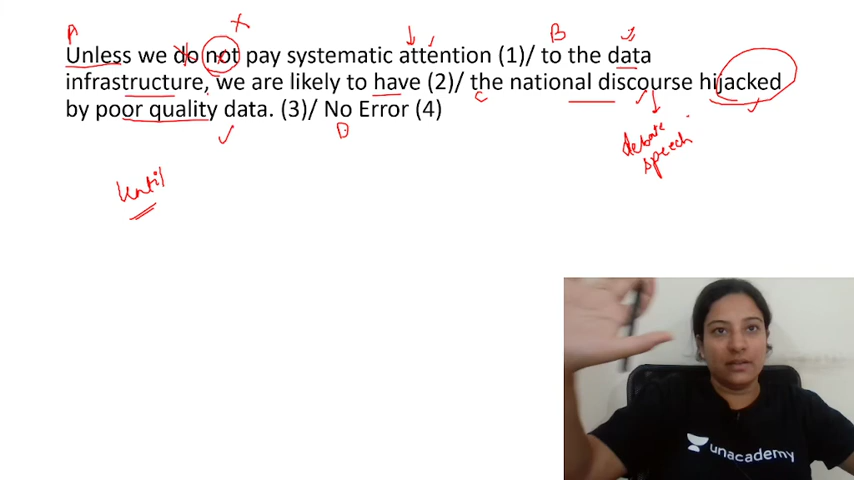 A
B
Unless we do not pay systematic attention (1)/ to the data
infrastructure, we are likely to have (2)/ the national discourse hijacked
C
by poor quality data. (3)/ No Error (4)
D
debate
speech
Until
unacademy